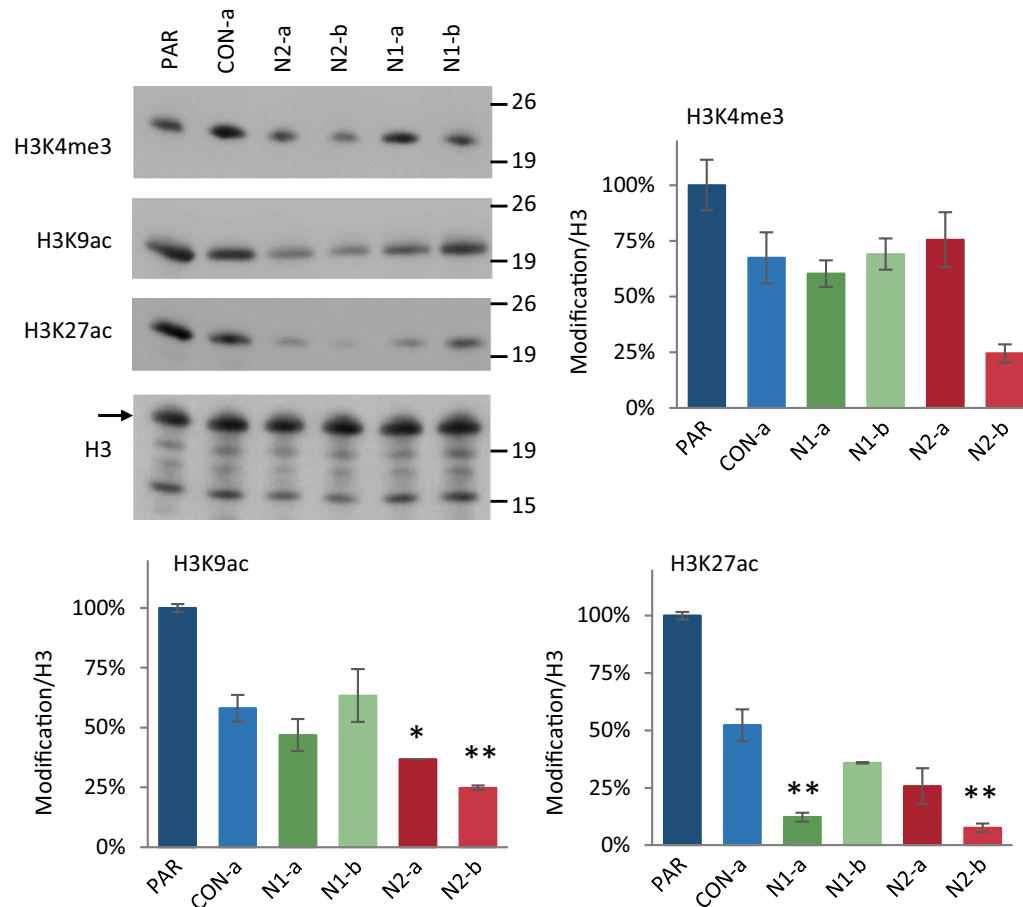 PAR
CON-a
N2-a
N2-b
N1-a
N1-b
H3K4me3
26
19
H3K9ac
26
19
H3K27ac
26
19
H3
19
15
H3K4me3
Modification/H3
100%
75%
50%
25%
0%
PAR
CON-a
N1-a
N1-b
N2-a
N2-b
H3K9ac
Modification/H3
100%
75%
50%
25%
0%
*
**
PAR
CON-a
N1-a
N1-b
N2-a
N2-b
H3K27ac
Modification/H3
100%
75%
50%
25%
0%
**
**
PAR
CON-a
N1-a
N1-b
N2-a
N2-b